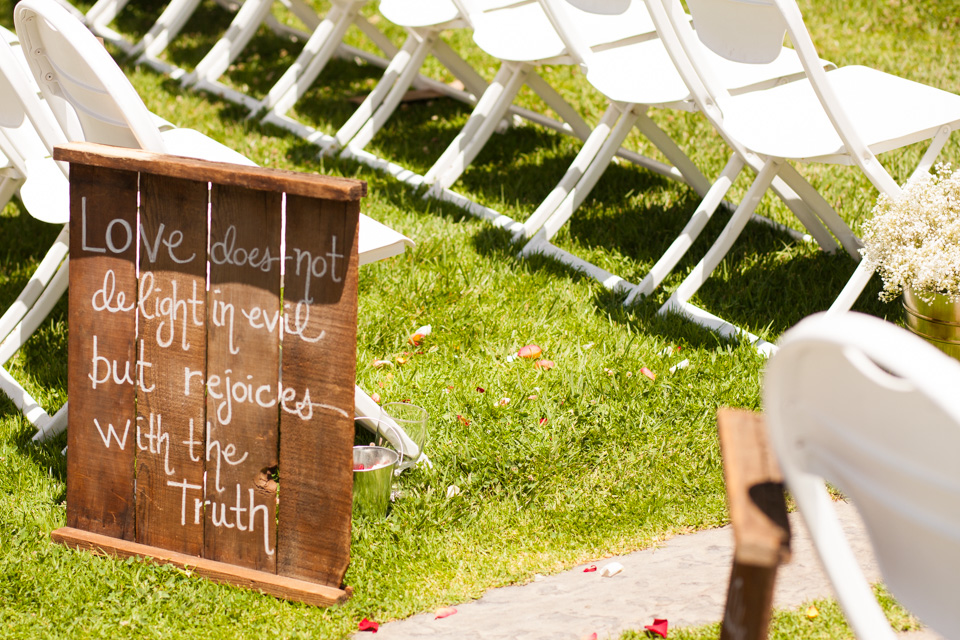 Love does not
delight in evil
but rejoices
with the
Truth